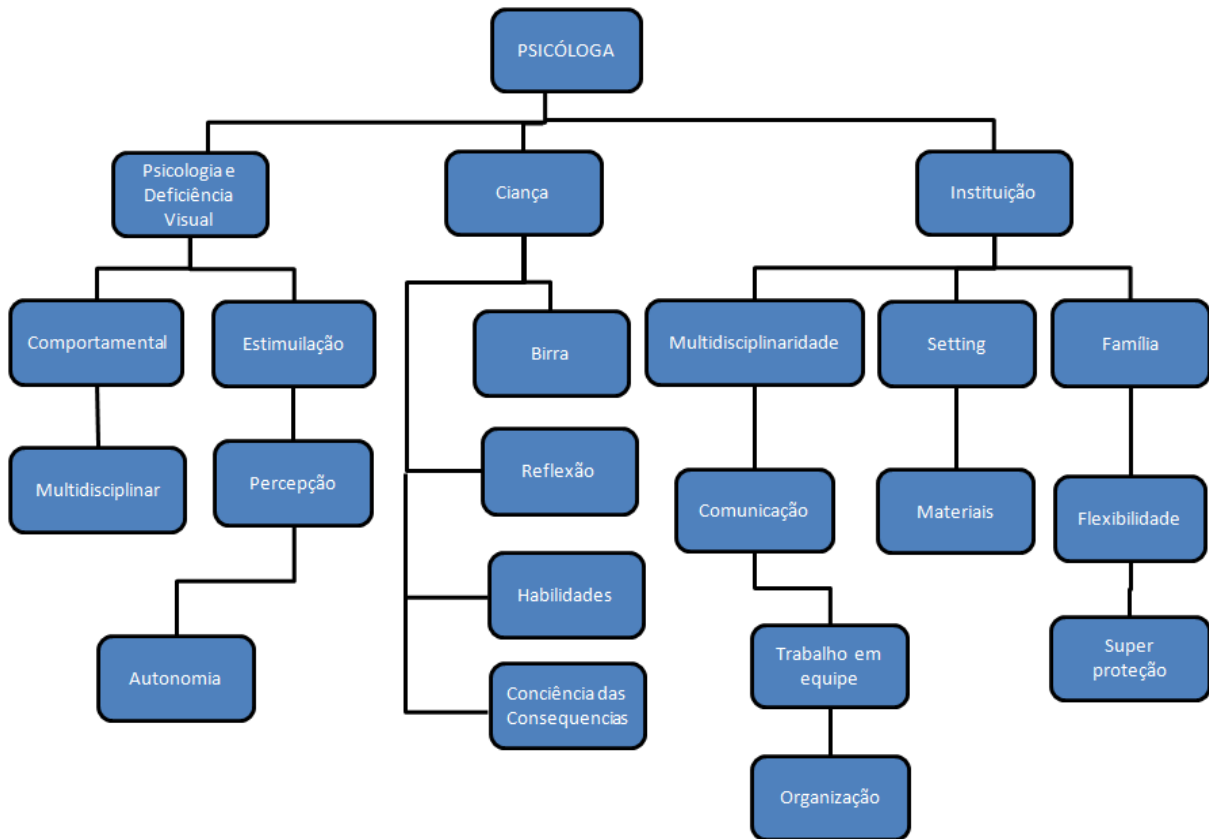 PSICÓLOGA
Psicologia e
Deficiência
Visual
Ciança
Instituição
Comportamental
Estimuilação
Birra
Multidisciplinaridade
Setting
Família
Multidisciplinar
Percepção
Reflexão
Comunicação
Materiais
Flexibilidade
Habilidades
Autonomia
Conciência das
Consequencias
Trabalho em
equipe
Super
proteção
Organização